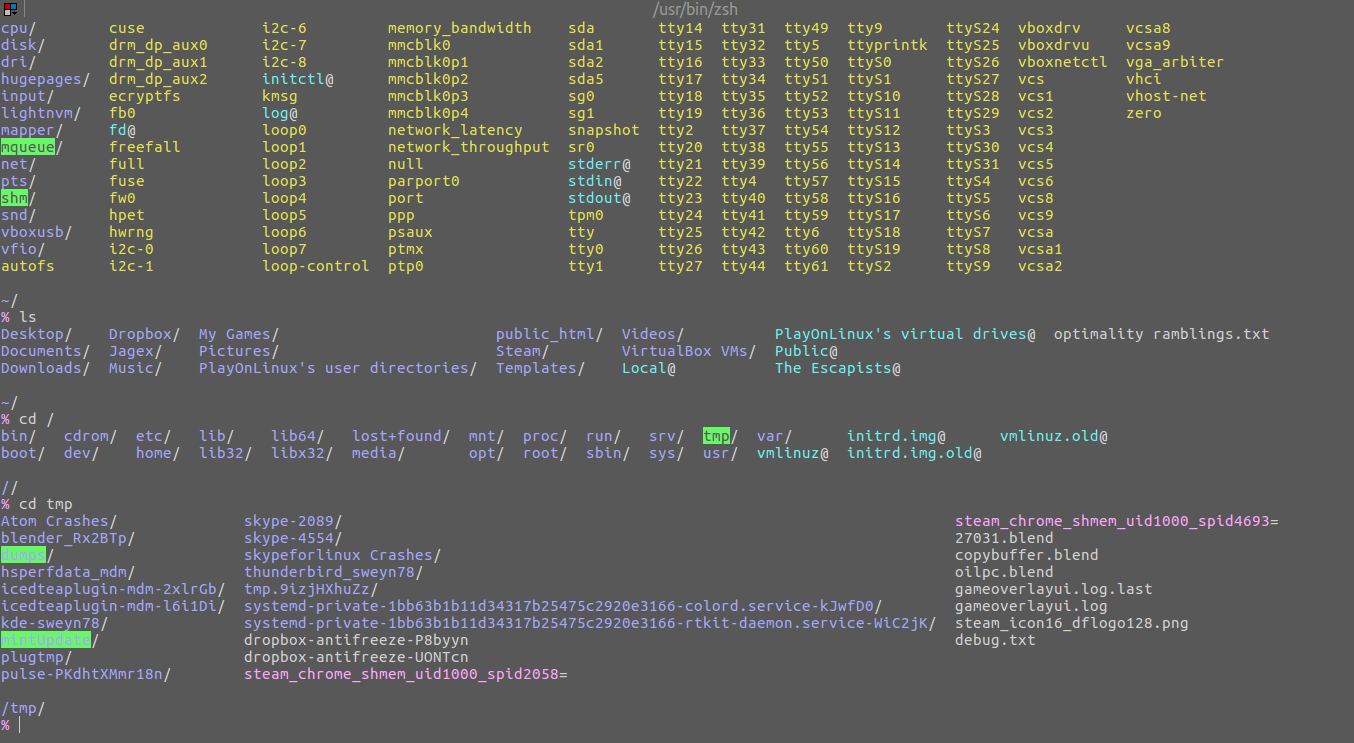 /usr/bin/zsh
cpu/ cuse i2c-6 memory_bandwidth sda tty14 tty31 tty49 tty9 ttyS24 vboxdrv vcsa8
disk/ drm_dp_aux0 i2c-7 mmcblk0 sda1 tty15 tty32 tty5 ttyprintk ttyS25 vboxdrvu vcsa9
dri/ drm_dp_aux1 i2c-8 mmcblk0p1 sda2 tty16 tty33 tty50 ttyS0 ttyS26 vboxnetctl vga_arbiter
hugepages/ drm_dp_aux2 initctl@ mmcblk0p2 sda5 tty17 tty34 tty51 ttyS1 ttyS27 vcs vhci
input/ ecryptfs kmsg mmcblk0p3 sg0 tty18 tty35 tty52 ttyS10 ttyS28 vcs1 vhost-net
lightnvm/ fb0 log@ mmcblk0p4 sg1 tty19 tty36 tty53 ttyS11 ttyS29 vcs2 zero
mapper/ fd@ loop0 network_latency snapshot tty2 tty37 tty54 ttyS12 ttyS3 vcs3
mqueue/ freefall loop1 network_throughput sr0 tty20 tty38 tty55 ttyS13 ttyS30 vcs4
net/ full loop2 null stderr@ tty21 tty39 tty56 ttyS14 ttyS31 vcs5
pts/ fuse loop3 parport0 stdin@ tty22 tty4 tty57 ttyS15 ttyS4 vcs6
shm/ fw0 loop4 port stdout@ tty23 tty40 tty58 ttyS16 ttyS5 vcs8
snd/ hpet loop5 ppp tpm0 tty24 tty41 tty59 ttyS17 ttyS6 vcs9
vboxusb/ hwrng loop6 psaux tty tty25 tty42 tty6 ttyS18 ttyS7 vcsa
vfio/ i2c-0 loop7 ptmx tty0 tty26 tty43 tty60 ttyS19 ttyS8 vcsa1
autofs i2c-1 loop-control ptp0 tty1 tty27 tty44 tty61 ttyS2 ttyS9 vcsa2
~/
% ls
Desktop/ Dropbox/ My Games/ public_html/ Videos/ PlayOnLinux's virtual drives@ optimality ramblings.txt
Documents/ Jagex/ Pictures/ Steam/ VirtualBox VMs/ Public@
Downloads/ Music/ PlayOnLinux's user directories/ Templates/ Local@ The Escapists@
~/
% cd /
bin/ cdrom/ etc/ lib/ lib64/ lost+found/ mnt/ proc/ run/ srv/ tmp/ var/ initrd.img@ vmlinuz.old@
boot/ dev/ home/ lib32/ libx32/ media/ opt/ root/ sbin/ sys/ usr/ vmlinuz@ initrd.img.old@
//
% cd tmp
Atom Crashes/ skype-2089/ steam_chrome_shmem_uid1000_spid4693=
blender_Rx2BTp/ skype-4554/ 27031.blend
dumps/ skypeforlinux Crashes/ copybuffer.blend
hsperfdata_mdm/ thunderbird_sweyn78/ oilpc.blend
icedteaplugin-mdm-2xlrGb/ tmp.9izjHXhuZz/ gameoverlayui.log.last
icedteaplugin-mdm-l6i1Di/ systemd-private-1bb63b1b11d34317b25475c2920e3166-colord.service-kJwfD0/ gameoverlayui.log
kde-sweyn78/ systemd-private-1bb63b1b11d34317b25475c2920e3166-rtkit-daemon.service-WiC2jK/ steam_icon16_dflogo128.png
mintUpdate/ dropbox-antifreeze-P8byyn debug.txt
plugtmp/ dropbox-antifreeze-UONTcn
pulse-PKdhtXMmr18n/ steam_chrome_shmem_uid1000_spid2058=
/tmp/
%